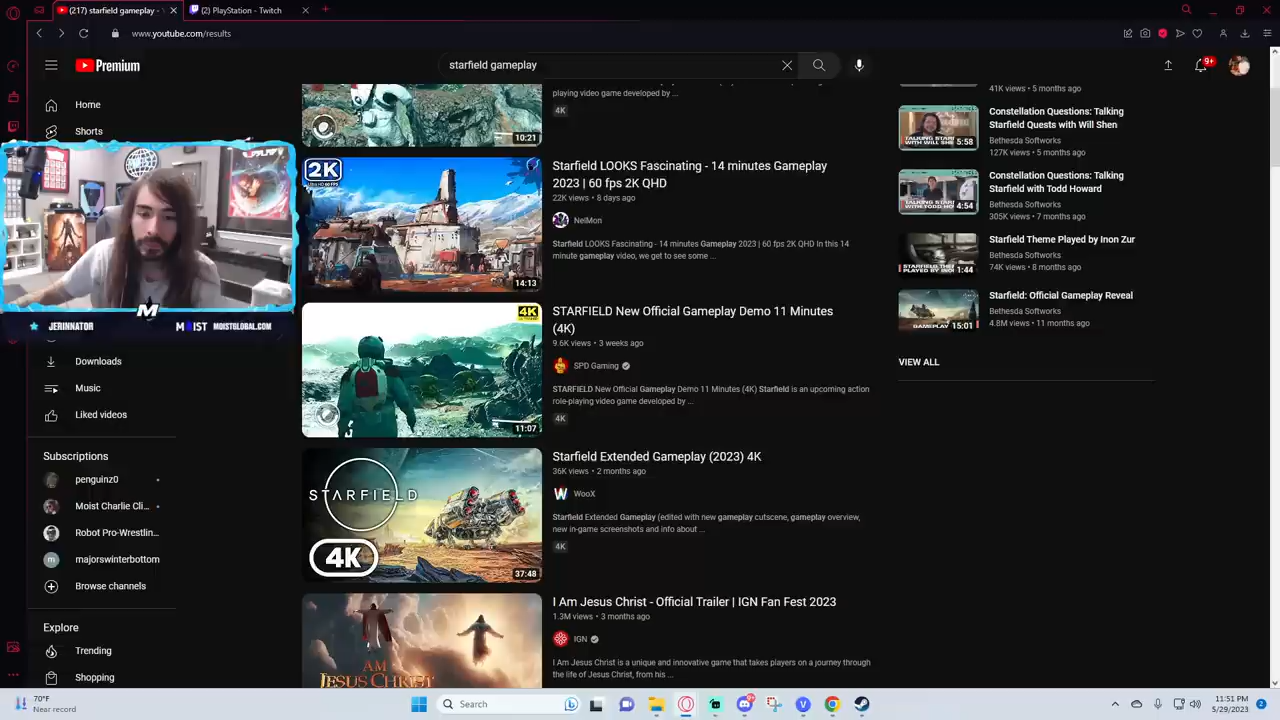 (217) starfield gameplay -
(2) PlayStation - Twitch
www.youtube.com/results
Premium
starfield gameplay
9+
Home
Shorts
JERINNATOR
MOIST
MOISTGLOBAL.COM
Downloads
Music
Liked videos
Subscriptions
penguinz0
Moist Charlie Cli...
Robot Pro-Wrestlin...
m
majorswinterbottom
Browse channels
Explore
Trending
Shopping
playing video game developed by ...
4K
10:21
2K
Starfield LOOKS Fascinating - 14 minutes Gameplay
2023 | 60 fps 2K QHD
22K views • 8 days ago
NelMon
Starfield LOOKS Fascinating - 14 minutes Gameplay 2023 | 60 fps 2K QHD In this 14
minute gameplay video, we get to see some ...
14:13
4K
STARFIELD New Official Gameplay Demo 11 Minutes
(4K)
9.6K views • 3 weeks ago
SPD Gaming
STARFIELD New Official Gameplay Demo 11 Minutes (4K) Starfield is an upcoming action
role-playing video game developed by ...
4K
11:07
STARFIELD
4K
37:48
Starfield Extended Gameplay (2023) 4K
36K views • 2 months ago
W
WooX
Starfield Extended Gameplay (edited with new gameplay cutscene, gameplay overview,
new in-game screenshots and info about ...
4K
AM
JESUS CHRIST
I Am Jesus Christ - Official Trailer | IGN Fan Fest 2023
1.3M views • 3 months ago
IGN
I Am Jesus Christ is a unique and innovative game that takes players on a journey through
the life of Jesus Christ, from his ...
41K views • 5 months ago
5:58
Constellation Questions: Talking
Starfield Quests with Will Shen
Bethesda Softworks
127K views • 5 months ago
4:54
Constellation Questions: Talking
Starfield with Todd Howard
Bethesda Softworks
305K views • 7 months ago
1:44
Starfield Theme Played by Inon Zur
Bethesda Softworks
74K views • 8 months ago
GAMEPLAY
15:01
Starfield: Official Gameplay Reveal
Bethesda Softworks
4.8M views • 11 months ago
VIEW ALL
70°F
Near record
Search
11:51 PM
5/29/2023
2